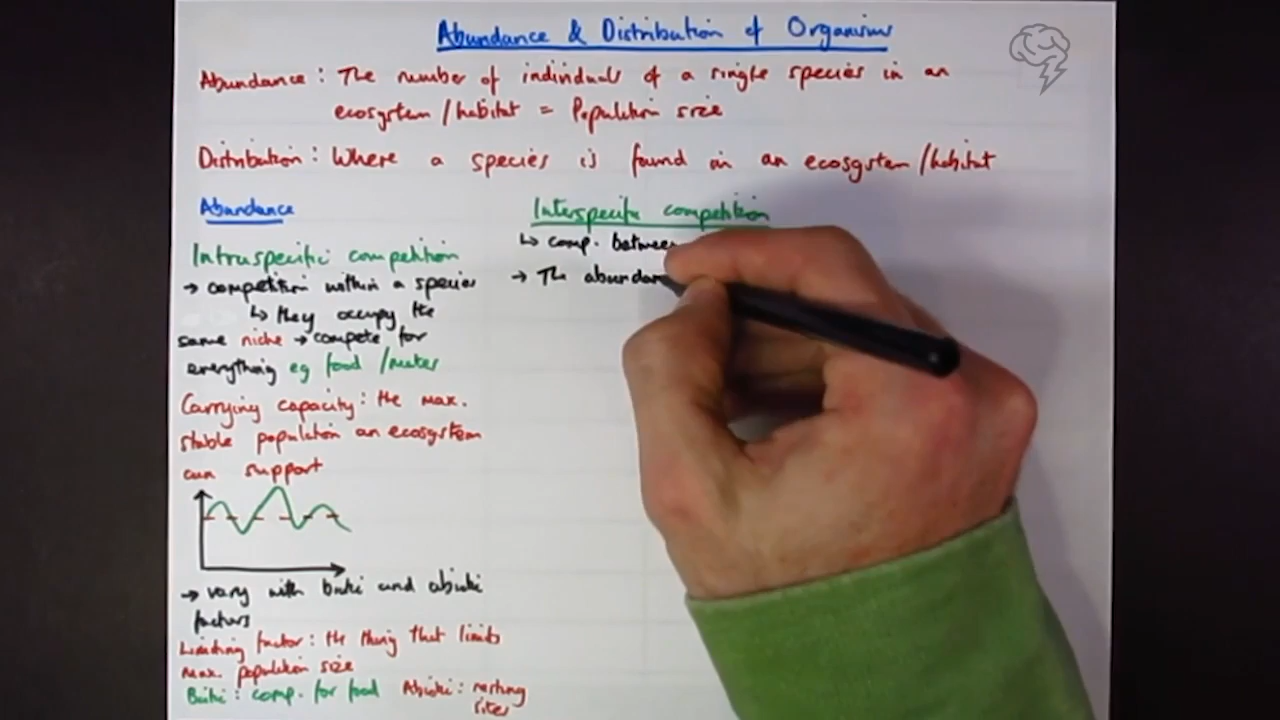 Abundance & Distribution of Organisms
Abundance: The number of individuals of a single species in an
ecosystem/habitat = Population size
Distribution: Where a species is found in an ecosystem/habitat
Abundance
Intraspecific competition
→ competition within a species
↳ they occupy the
same niche → compete for
everything eg food /mates
Carrying capacity: the max.
stable population an ecosystem
can support
→ vary with biotic and abiotic
factors
Limiting factor: the thing that limits
max. population size
Biotic: comp. for food Abiotic: nesting
sites
Interspecific competition
↳ comp. between
→ The abundan